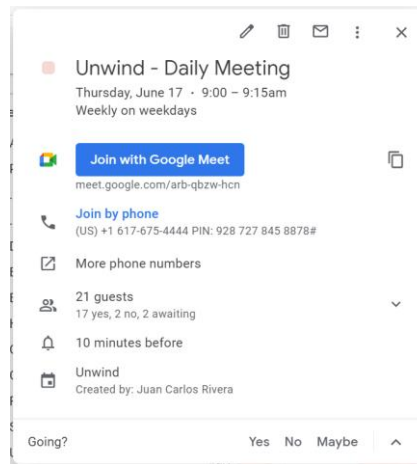 Unwind - Daily Meeting
Thursday, June 17 · 9:00 – 9:15am
Weekly on weekdays
Join with Google Meet
meet.google.com/arb-qbzw-hcn
Join by phone
(US) +1 617-675-4444 PIN: 928 727 845 8878#
More phone numbers
21 guests
17 yes, 2 no, 2 awaiting
10 minutes before
Unwind
Created by: Juan Carlos Rivera
Going? Yes No Maybe